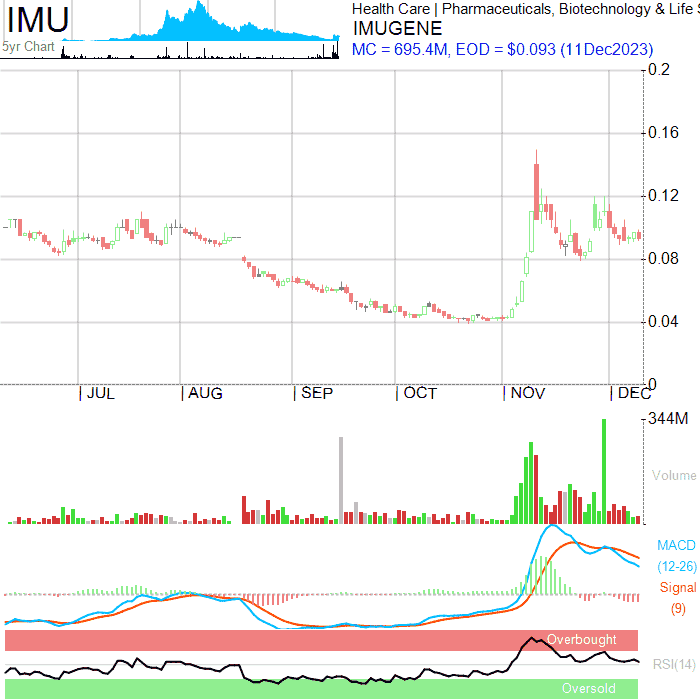 IMU
5yr Chart
Health Care | Pharmaceuticals, Biotechnology & Life S
IMUGENE
MC = 695.4M, EOD = $0.093 (11Dec2023)
0.2
0.16
0.12
0.08
0.04
0
| JUL | AUG | SEP | OCT | NOV | DEC
344M
Volume
MACD
(12-26)
Signal
(9)
Overbought
RSI(14)
Oversold